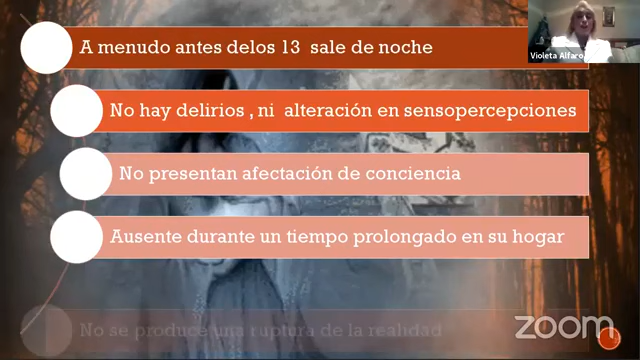 A menudo antes delos 13 sale de noche
Violeta Alfaro
No hay delirios , ni alteración en sensopercepciones
No presentan afectación de conciencia
Ausente durante un tiempo prolongado en su hogar
No se produce una ruptura de la realidad
zoom